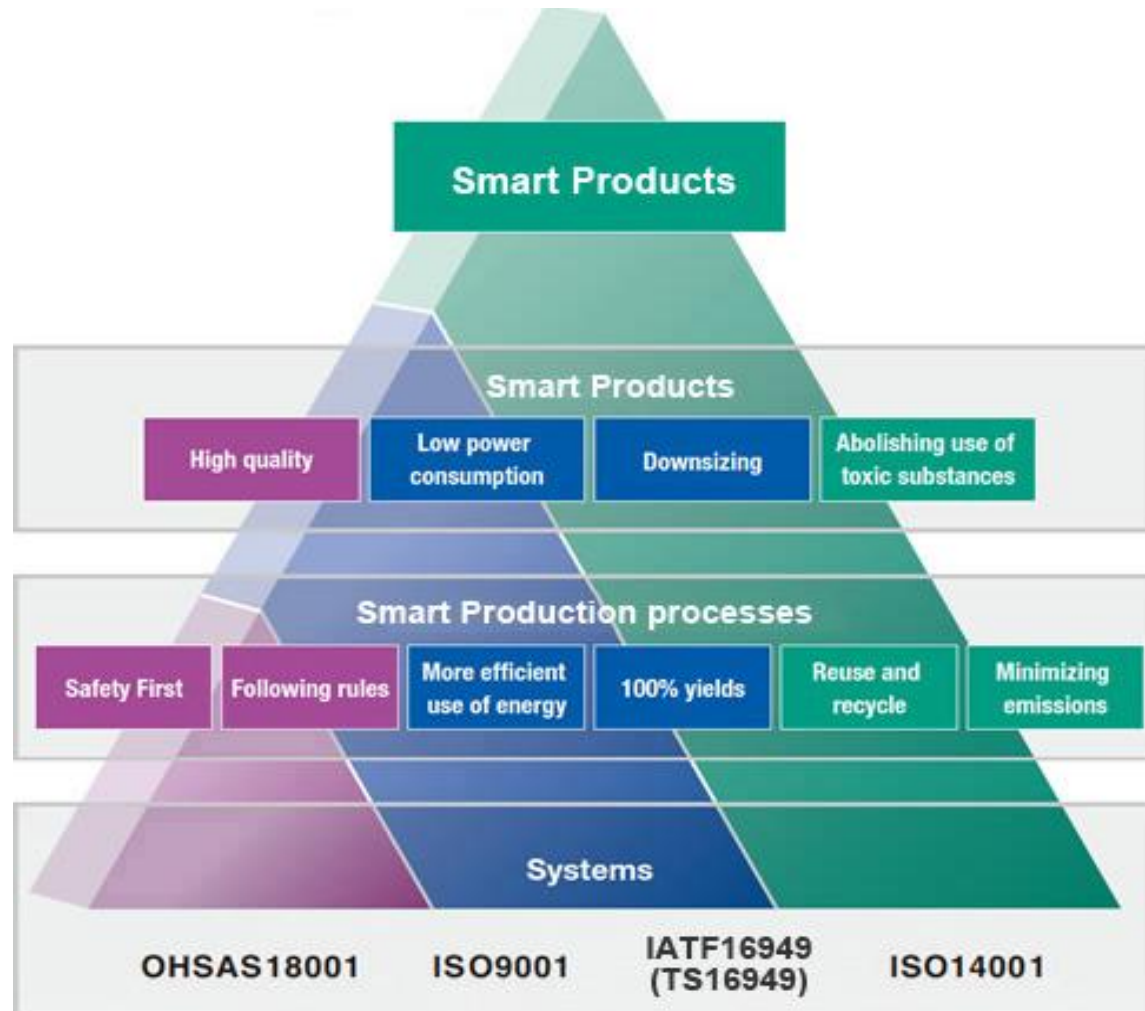 Smart Products
Smart Products
High quality
Low power
consumption
Downsizing
Abolishing use of
toxic substances
Smart Production processes
Safety First
Following rules
More efficient
use of energy
100% yields
Reuse and
recycle
Minimizing
emissions
Systems
OHSAS18001
ISO9001
IATF16949
(TS16949)
ISO14001